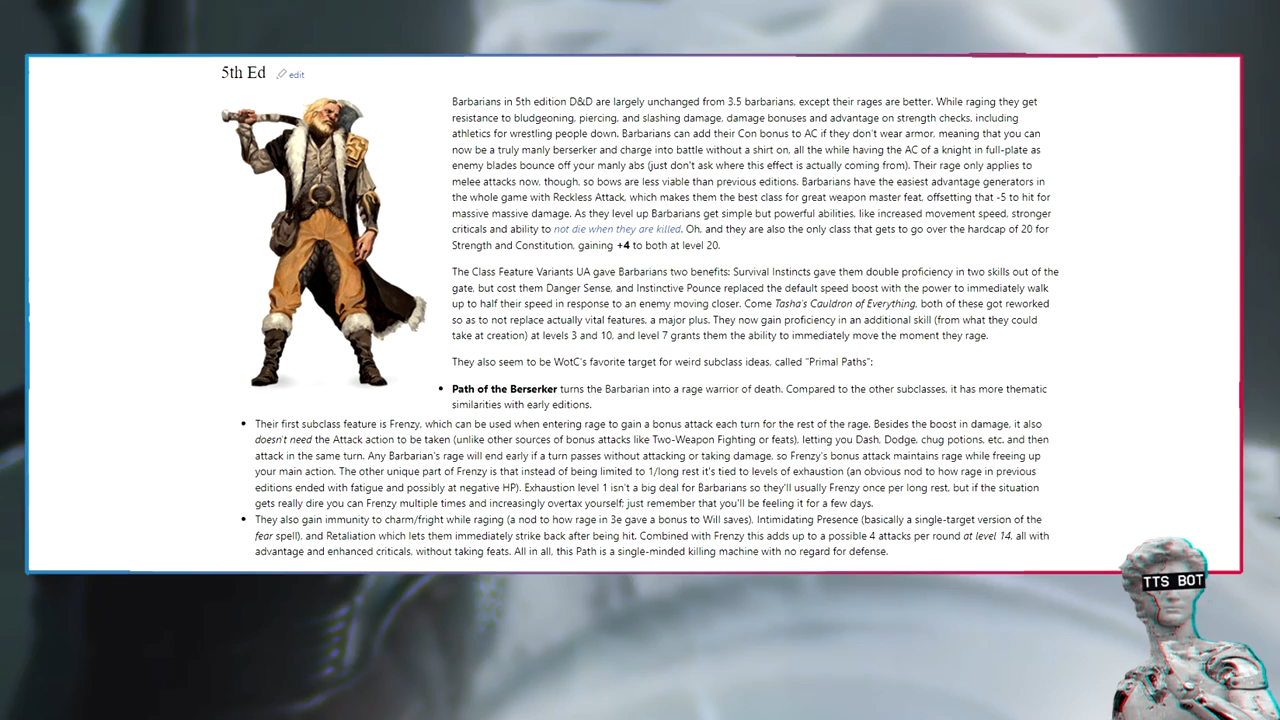 5th Ed edit
Barbarians in 5th edition D&D are largely unchanged from 3.5 barbarians, except their rages are better. While raging they get
resistance to bludgeoning, piercing, and slashing damage, damage bonuses and advantage on strength checks, including
athletics for wrestling people down. Barbarians can add their Con bonus to AC if they don't wear armor, meaning that you can
now be a truly manly berserker and charge into battle without a shirt on, all the while having the AC of a knight in full-plate as
enemy blades bounce off your manly abs (just don't ask where this effect is actually coming from). Their rage only applies to
melee attacks now, though, so bows are less viable than previous editions. Barbarians have the easiest advantage generators in
the whole game with Reckless Attack, which makes them the best class for great weapon master feat, offsetting that -5 to hit for
massive massive damage. As they level up Barbarians get simple but powerful abilities, like increased movement speed, stronger
criticals and ability to not die when they are killed. Oh, and they are also the only class that gets to go over the hardcap of 20 for
Strength and Constitution, gaining +4 to both at level 20.
The Class Feature Variants UA gave Barbarians two benefits: Survival Instincts gave them double proficiency in two skills out of the
gate, but cost them Danger Sense, and Instinctive Pounce replaced the default speed boost with the power to immediately walk
up to half their speed in response to an enemy moving closer. Come Tasha's Cauldron of Everything, both of these got reworked
so as to not replace actually vital features, a major plus. They now gain proficiency in an additional skill (from what they could
take at creation) at levels 3 and 10, and level 7 grants them the ability to immediately move the moment they rage.
They also seem to be WotC's favorite target for weird subclass ideas, called "Primal Paths":
• Path of the Berserker turns the Barbarian into a rage warrior of death. Compared to the other subclasses, it has more thematic
similarities with early editions.
• Their first subclass feature is Frenzy, which can be used when entering rage to gain a bonus attack each turn for the rest of the rage. Besides the boost in damage, it also
doesn't need the Attack action to be taken (unlike other sources of bonus attacks like Two-Weapon Fighting or feats), letting you Dash, Dodge, chug potions, etc. and then
attack in the same turn. Any Barbarian's rage will end early if a turn passes without attacking or taking damage, so Frenzy's bonus attack maintains rage while freeing up
your main action. The other unique part of Frenzy is that instead of being limited to 1/long rest it's tied to levels of exhaustion (an obvious nod to how rage in previous
editions ended with fatigue and possibly at negative HP). Exhaustion level 1 isn't a big deal for Barbarians so they'll usually Frenzy once per long rest, but if the situation
gets really dire you can Frenzy multiple times and increasingly overtax yourself; just remember that you'll be feeling it for a few days.
• They also gain immunity to charm/fright while raging (a nod to how rage in 3e gave a bonus to Will saves), Intimidating Presence (basically a single-target version of the
fear spell), and Retaliation which lets them immediately strike back after being hit. Combined with Frenzy this adds up to a possible 4 attacks per round at level 14, all with
advantage and enhanced criticals, without taking feats. All in all, this Path is a single-minded killing machine with no regard for defense.
TTS BOT